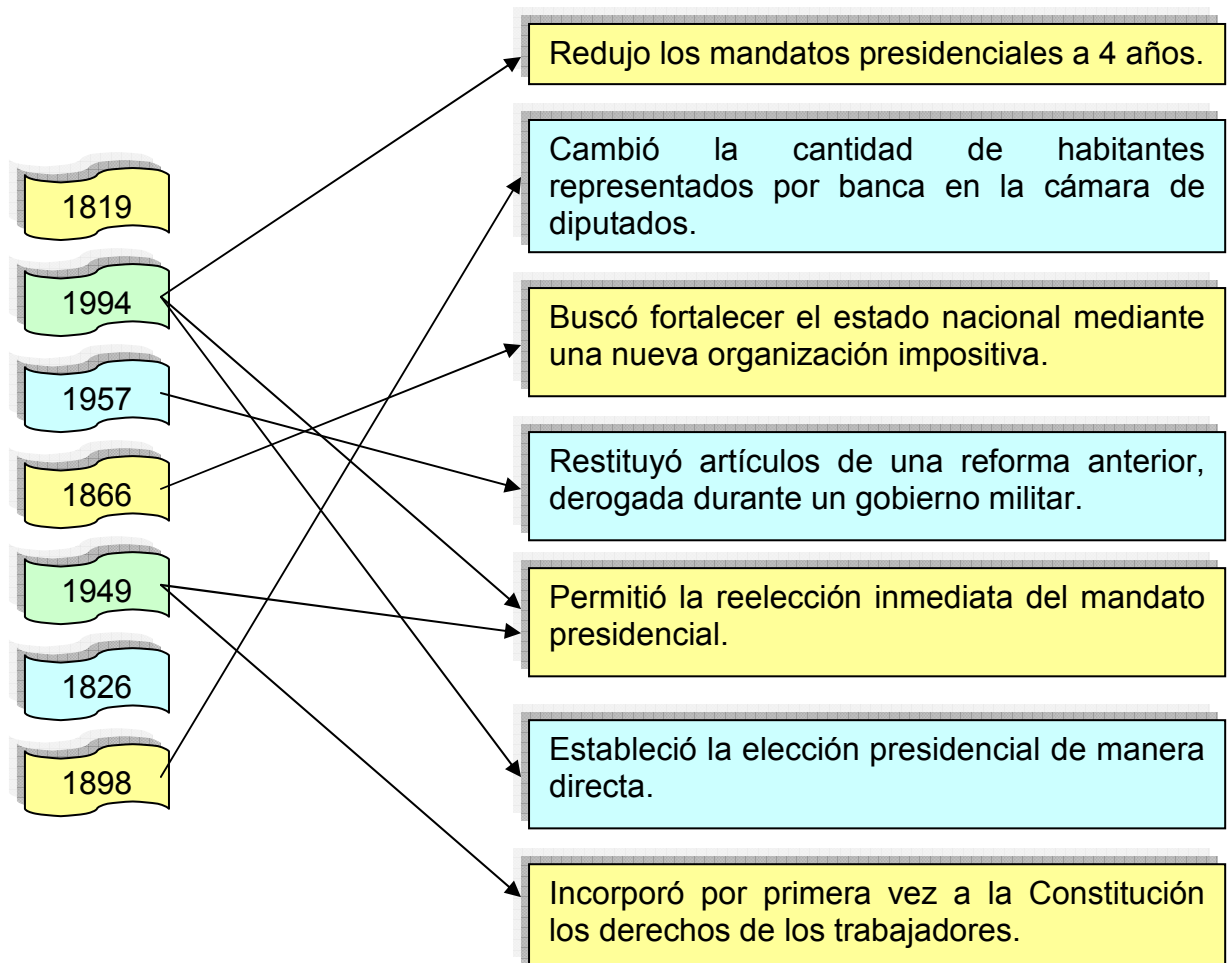 1819
1994
1957
1866
1949
1826
1898
Redujo los mandatos presidenciales a 4 años.
Cambió la cantidad de habitantes
representados por banca en la cámara de
diputados.
Buscó fortalecer el estado nacional mediante
una nueva organización impositiva.
Restituyó artículos de una reforma anterior,
derogada durante un gobierno militar.
Permitió la reelección inmediata del mandato
presidencial.
Estableció la elección presidencial de manera
directa.
Incorporó por primera vez a la Constitución
los derechos de los trabajadores.